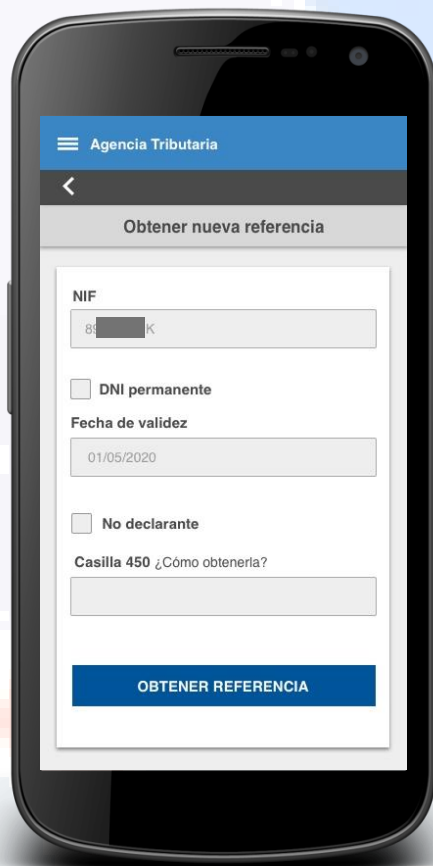 Agencia Tributaria
Obtener nueva referencia
NIF
89 K
DNI permanente
Fecha de validez
01/05/2020
No declarante
Casilla 450 ¿Cómo obtenerla?
OBTENER REFERENCIA